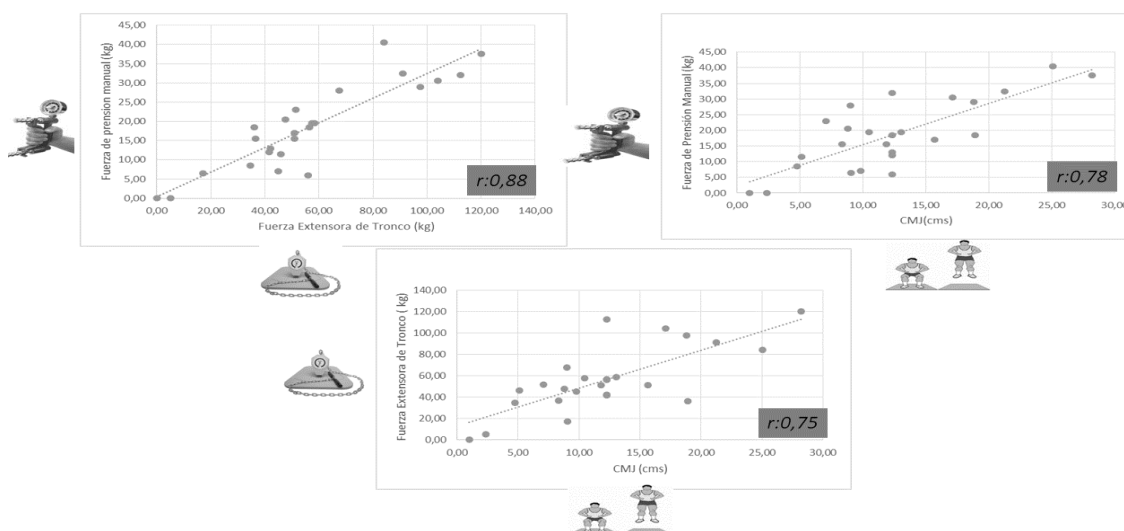 Fuerza de prension manual (kg)
45,00
40,00
35,00
30,00
25,00
20,00
15,00
10,00
5,00
0,00
0,00 20,00 40,00 60,00 80,00 100,00 120,00 140,00
Fuerza Extensora de Tronco (kg)
r:0,88
Fuerza de Prensión Manual (kg)
45,00
40,00
35,00
30,00
25,00
20,00
15,00
10,00
5,00
0,00
0,00 5,00 10,00 15,00 20,00 25,00 30,00
CMJ(cms)
r:0,78
Fuerza Extensora de Tronco ( kg)
140,00
120,00
100,00
80,00
60,00
40,00
20,00
0,00
0,00 5,00 10,00 15,00 20,00 25,00 30,00
CMJ (cms)
r:0,75